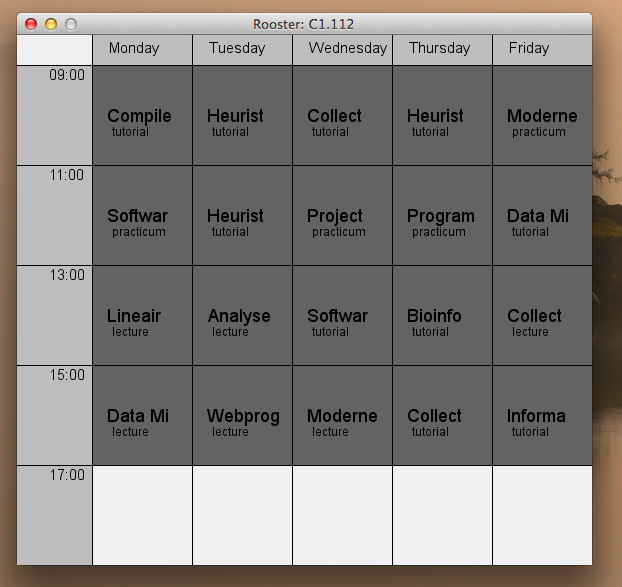 Rooster: C1.112
Monday Tuesday Wednesday Thursday Friday
09:00
Compile Heurist Collect Heurist Moderne
tutorial tutorial tutorial tutorial practicum
11:00
Softwar Heurist Project Program Data Mi
practicum tutorial practicum practicum tutorial
13:00
Lineair Analyse Softwar Bioinfo Collect
lecture lecture tutorial tutorial lecture
15:00
Data Mi Webprog Moderne Collect Informa
lecture lecture lecture tutorial tutorial
17:00